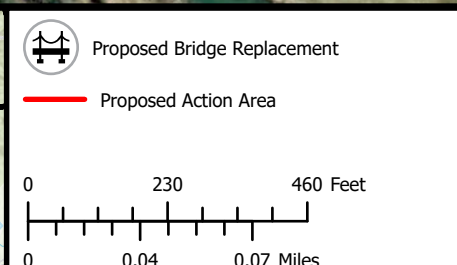 Proposed Bridge Replacement
Proposed Action Area
0 230 460 Feet
0 0.04 0.07 Miles